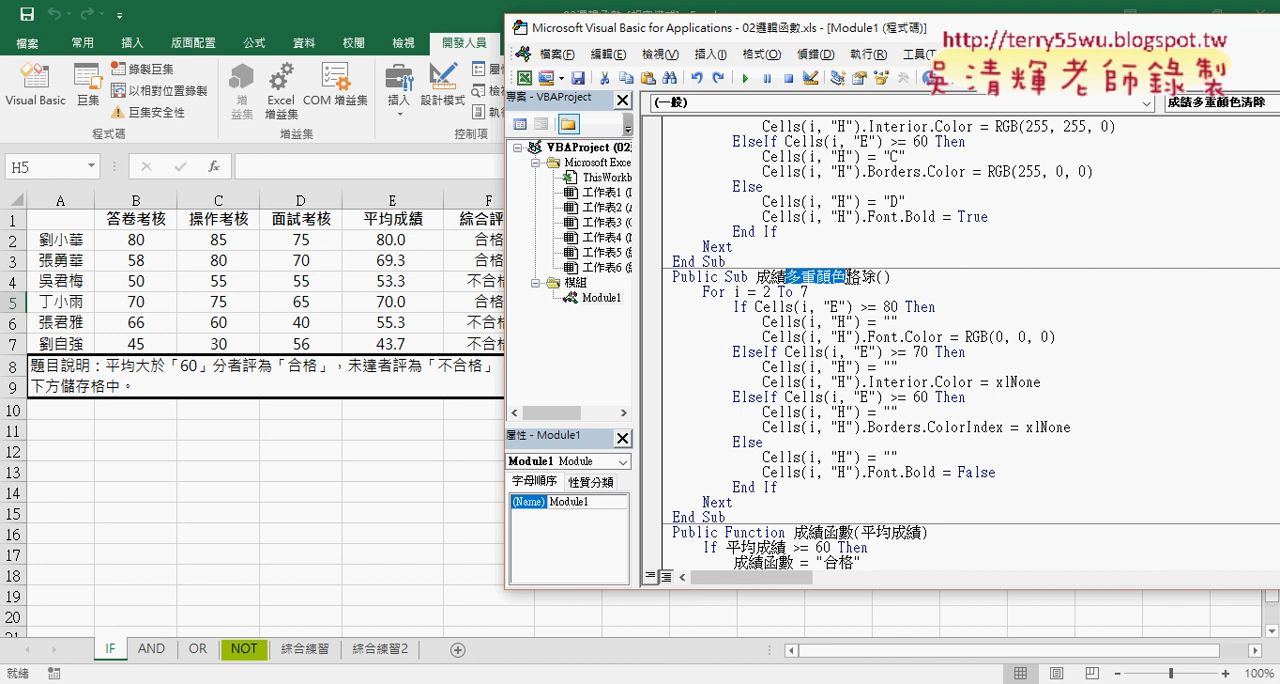 Microsoft Visual Basic for Applications - 02邏輯函數.xls - [Module1 (程式碼)]
http://terry55wu.blogspot.tw
吳清輝老師錄製
檔案 常用 插入 版面配置 公式 資料 校閱 檢視 開發人員
檔案(F) 編輯(E) 檢視(V) 插入(I) 格式(O) 偵錯(D) 執行(R) 工具(T)
Visual Basic 巨集 錄製巨集 以相對位置錄製 巨集安全性
增益集 Excel 增益集 COM 增益集 插入 設計模式
程式碼 增益集 控制項
專案 - VBAProject
(一般) 成績多重顏色清除
VBAProject (02
Microsoft Exce
ThisWorkb
工作表1 (I
工作表2 (
工作表3 (
工作表4 (
工作表5 (
工作表6 (
模組
Module1
屬性 - Module1
Module1 Module
字母順序 性質分類
(Name) Module1
H5 fx
A B C D E F
1 答卷考核 操作考核 面試考核 平均成績 綜合評
2 劉小華 80 85 75 80.0 合格
3 張勇華 58 80 70 69.3 合格
4 吳君梅 50 55 55 53.3 不合格
5 丁小雨 70 75 65 70.0 合格
6 張君雅 66 60 40 55.3 不合格
7 劉自強 45 30 56 43.7 不合格
8 題目說明：平均大於「60」分者評為「合格」，未達者評為「不合格」
9 下方儲存格中。
10
11
12
13
14
15
16
17
18
19
20
21
Cells(i, "H").Interior.Color = RGB(255, 255, 0)
ElseIf Cells(i, "E") >= 60 Then
Cells(i, "H") = "C"
Cells(i, "H").Borders.Color = RGB(255, 0, 0)
Else
Cells(i, "H") = "D"
Cells(i, "H").Font.Bold = True
End If
Next
End Sub
Public Sub 成績多重顏色清除()
For i = 2 To 7
If Cells(i, "E") >= 80 Then
Cells(i, "H") = ""
Cells(i, "H").Font.Color = RGB(0, 0, 0)
ElseIf Cells(i, "E") >= 70 Then
Cells(i, "H") = ""
Cells(i, "H").Interior.Color = xlNone
ElseIf Cells(i, "E") >= 60 Then
Cells(i, "H") = ""
Cells(i, "H").Borders.ColorIndex = xlNone
Else
Cells(i, "H") = ""
Cells(i, "H").Font.Bold = False
End If
Next
End Sub
Public Function 成績函數(平均成績)
If 平均成績 >= 60 Then
成績函數 = "合格"
IF AND OR NOT 綜合練習 綜合練習2
就緒 100%